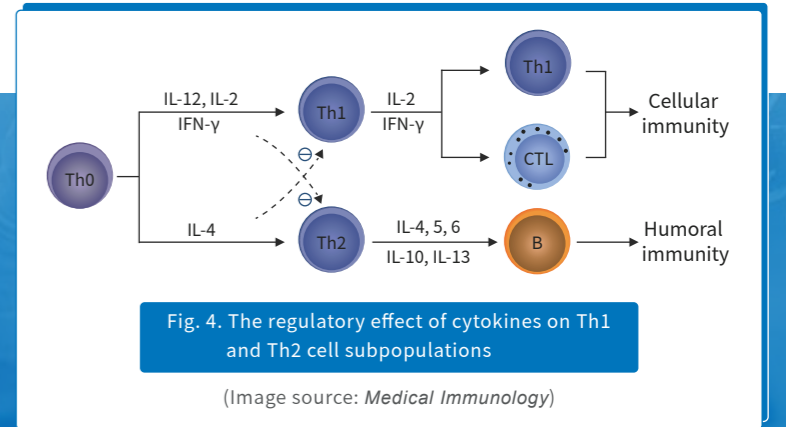 IL-12, IL-2
IFN-γ
Th0
Th1
IL-2
IFN-γ
Th1
CTL
Cellular
immunity
⊖
⊖
IL-4
Th2
IL-4, 5, 6
IL-10, IL-13
B
Humoral
immunity
Fig. 4. The regulatory effect of cytokines on Th1
and Th2 cell subpopulations
(Image source: Medical Immunology)